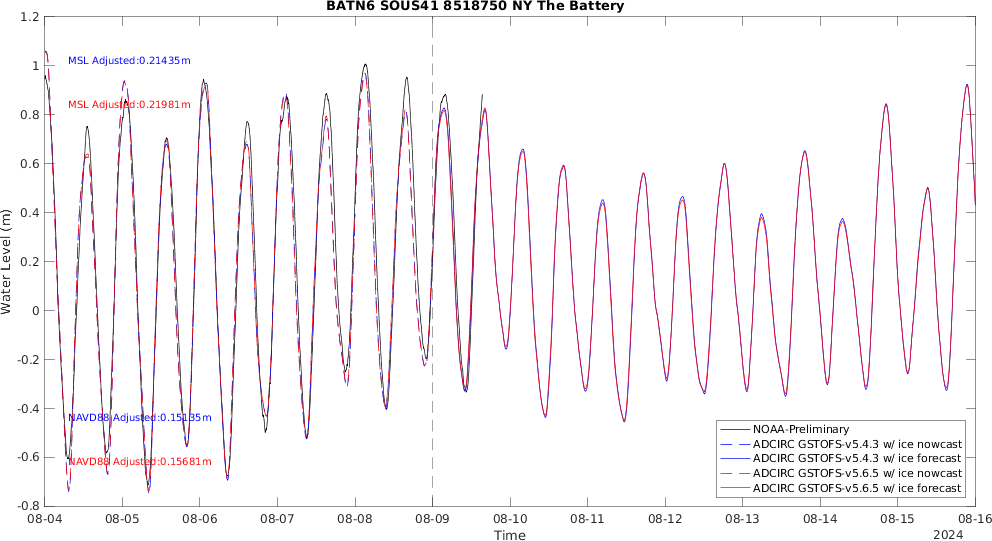 BATN6 SOUS41 8518750 NY The Battery
1.2
1
0.8
0.6
0.4
0.2
0
-0.2
-0.4
-0.6
-0.8
Water Level (m)
MSL Adjusted:0.21435m
MSL Adjusted:0.21981m
NAVD88 Adjusted:0.15135m
NAVD88 Adjusted:0.15681m
NOAA-Preliminary
ADCIRC GSTOFS-v5.4.3 w/ ice nowcast
ADCIRC GSTOFS-v5.4.3 w/ ice forecast
ADCIRC GSTOFS-v5.6.5 w/ ice nowcast
ADCIRC GSTOFS-v5.6.5 w/ ice forecast
08-04 08-05 08-06 08-07 08-08 08-09 08-10 08-11 08-12 08-13 08-14 08-15 08-16
Time
2024